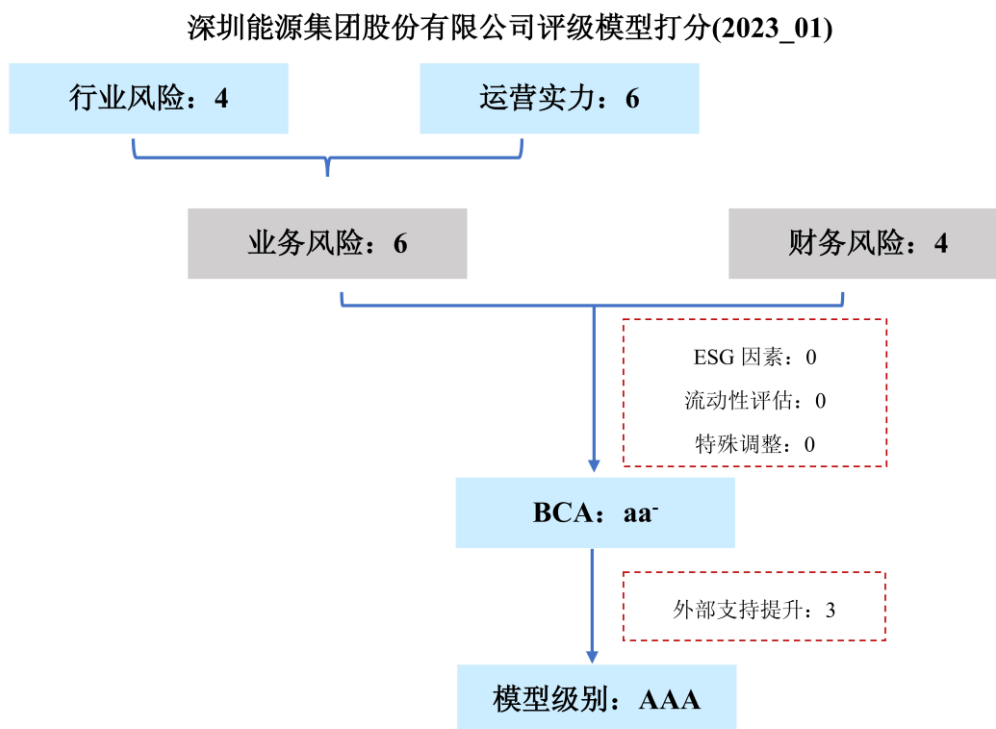 深圳能源集团股份有限公司评级模型打分(2023_01)
行业风险：4
运营实力：6
业务风险：6
财务风险：4
ESG 因素：0
流动性评估：0
特殊调整：0
BCA：aa⁻
外部支持提升：3
模型级别：AAA